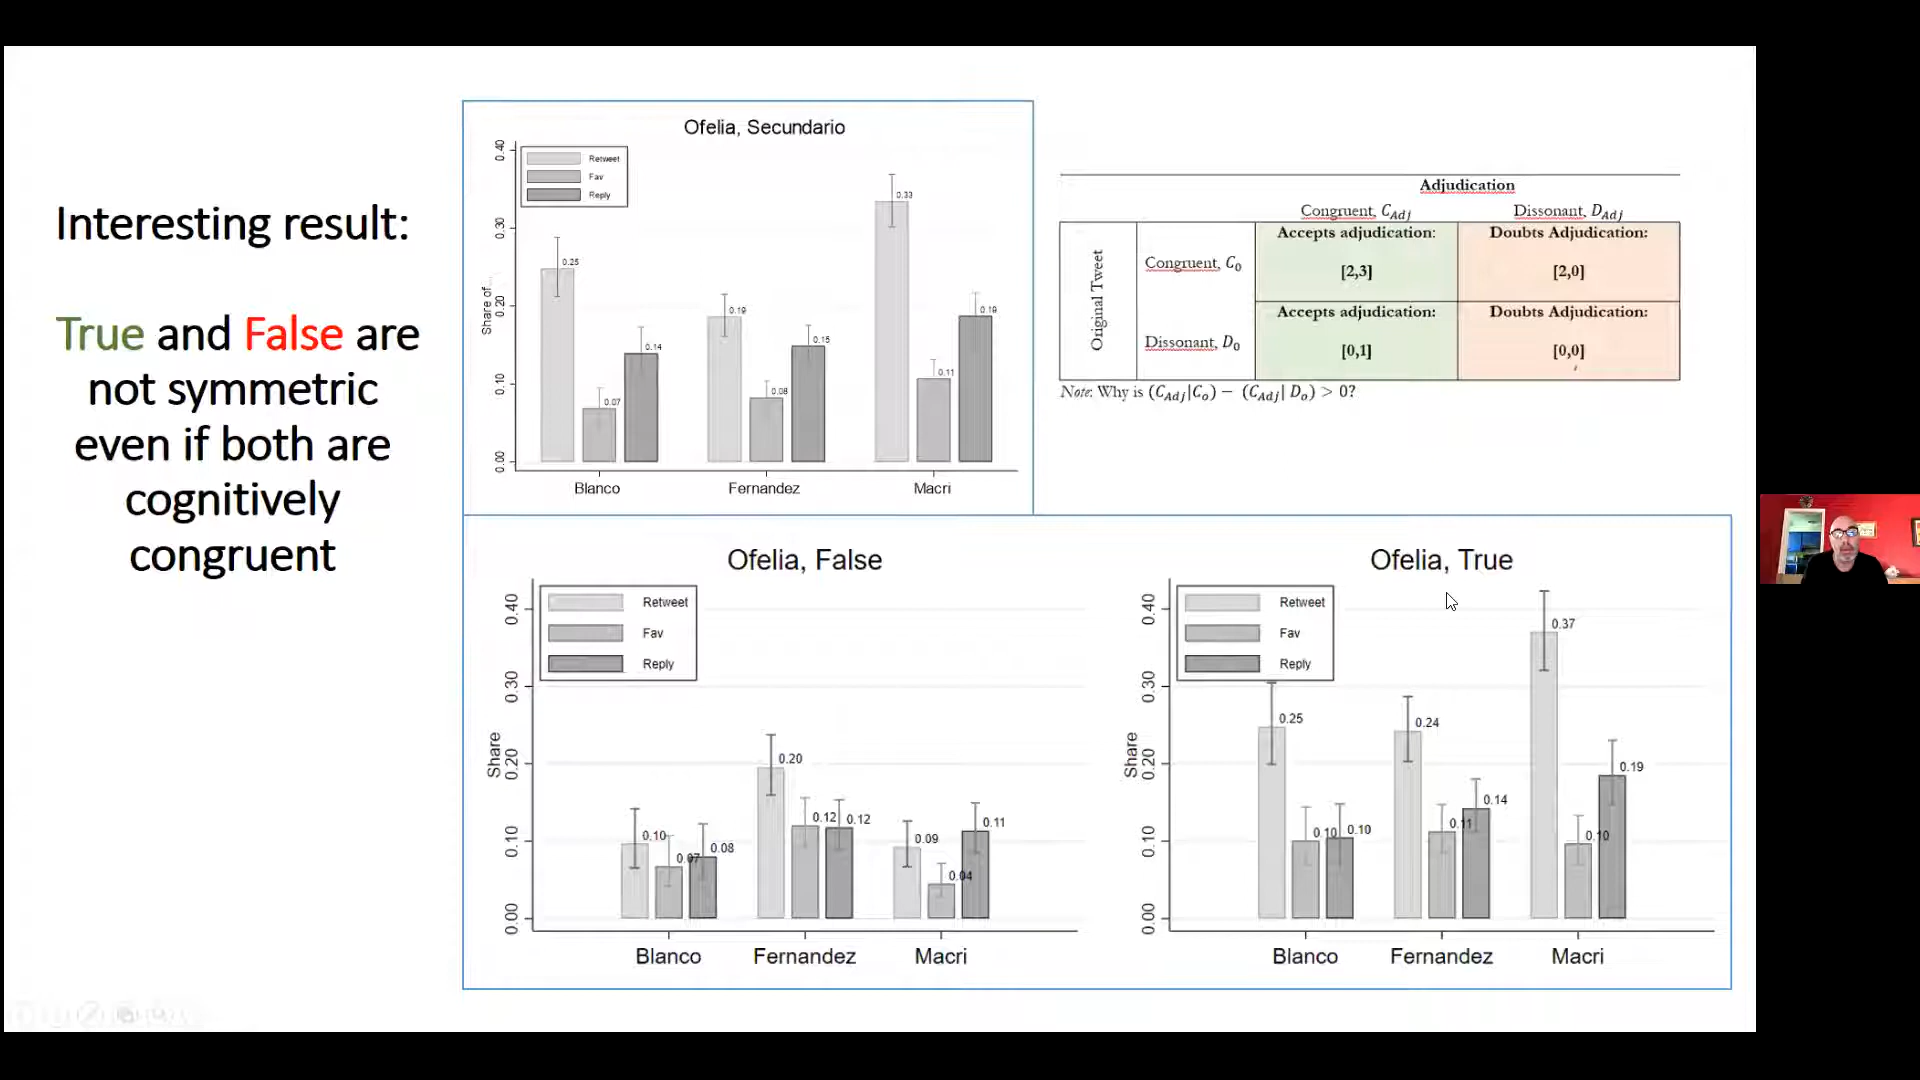 Interesting result:
True and False are
not symmetric
even if both are
cognitively
congruent
Ofelia, Secundario
Retweet
Fav
Reply
Share of...
0.40
0.30
0.20
0.10
0.00
0.25
0.07
0.14
0.19
0.08
0.15
0.33
0.11
0.19
Blanco Fernandez Macri
Adjudication
Congruent, C_Adj Dissonant, D_Adj
Original Tweet
Congruent, C₀
Accepts adjudication: Doubts Adjudication:
[2,3] [2,0]
Dissonant, D₀
Accepts adjudication: Doubts Adjudication:
[0,1] [0,0]
Note: Why is (C_Adj|C_o) − (C_Adj| D_o) > 0?
Ofelia, False
Retweet
Fav
Reply
Share
0.40
0.30
0.20
0.10
0.00
0.10
0.07
0.08
0.20
0.12
0.12
0.09
0.04
0.11
Blanco Fernandez Macri
Ofelia, True
Retweet
Fav
Reply
Share
0.40
0.30
0.20
0.10
0.00
0.25
0.10
0.10
0.24
0.11
0.14
0.37
0.10
0.19
Blanco Fernandez Macri